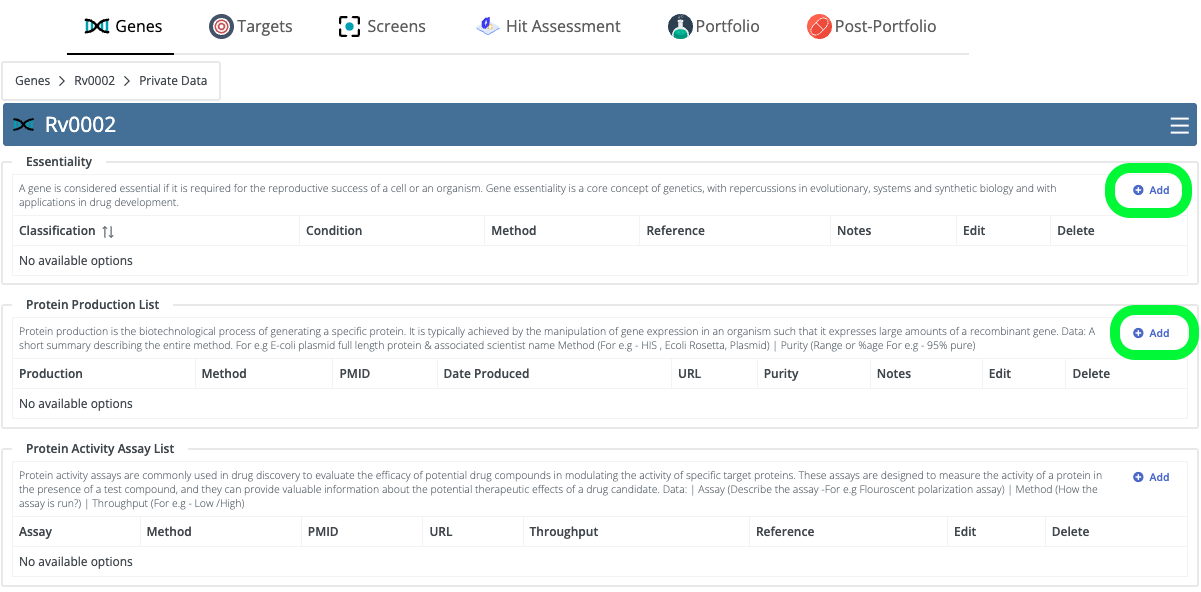 Genes Targets Screens Hit Assessment Portfolio Post-Portfolio
Genes > Rv0002 > Private Data
Rv0002
Essentiality
A gene is considered essential if it is required for the reproductive success of a cell or an organism. Gene essentiality is a core concept of genetics, with repercussions in evolutionary, systems and synthetic biology and with
applications in drug development.
Add
Classification Condition Method Reference Notes Edit Delete
No available options
Protein Production List
Protein production is the biotechnological process of generating a specific protein. It is typically achieved by the manipulation of gene expression in an organism such that it expresses large amounts of a recombinant gene. Data: A
short summary describing the entire method. For e.g E-coli plasmid full length protein & associated scientist name Method (For e.g - HIS , Ecoli Rosetta, Plasmid) | Purity (Range or %age For e.g - 95% pure)
Add
Production Method PMID Date Produced URL Purity Notes Edit Delete
No available options
Protein Activity Assay List
Protein activity assays are commonly used in drug discovery to evaluate the efficacy of potential drug compounds in modulating the activity of specific target proteins. These assays are designed to measure the activity of a protein in
the presence of a test compound, and they can provide valuable information about the potential therapeutic effects of a drug candidate. Data: | Assay (Describe the assay -For e.g Flouroscent polarization assay) | Method (How the
assay is run?) | Throughput (For e.g - Low /High)
Add
Assay Method PMID URL Throughput Reference Edit Delete
No available options